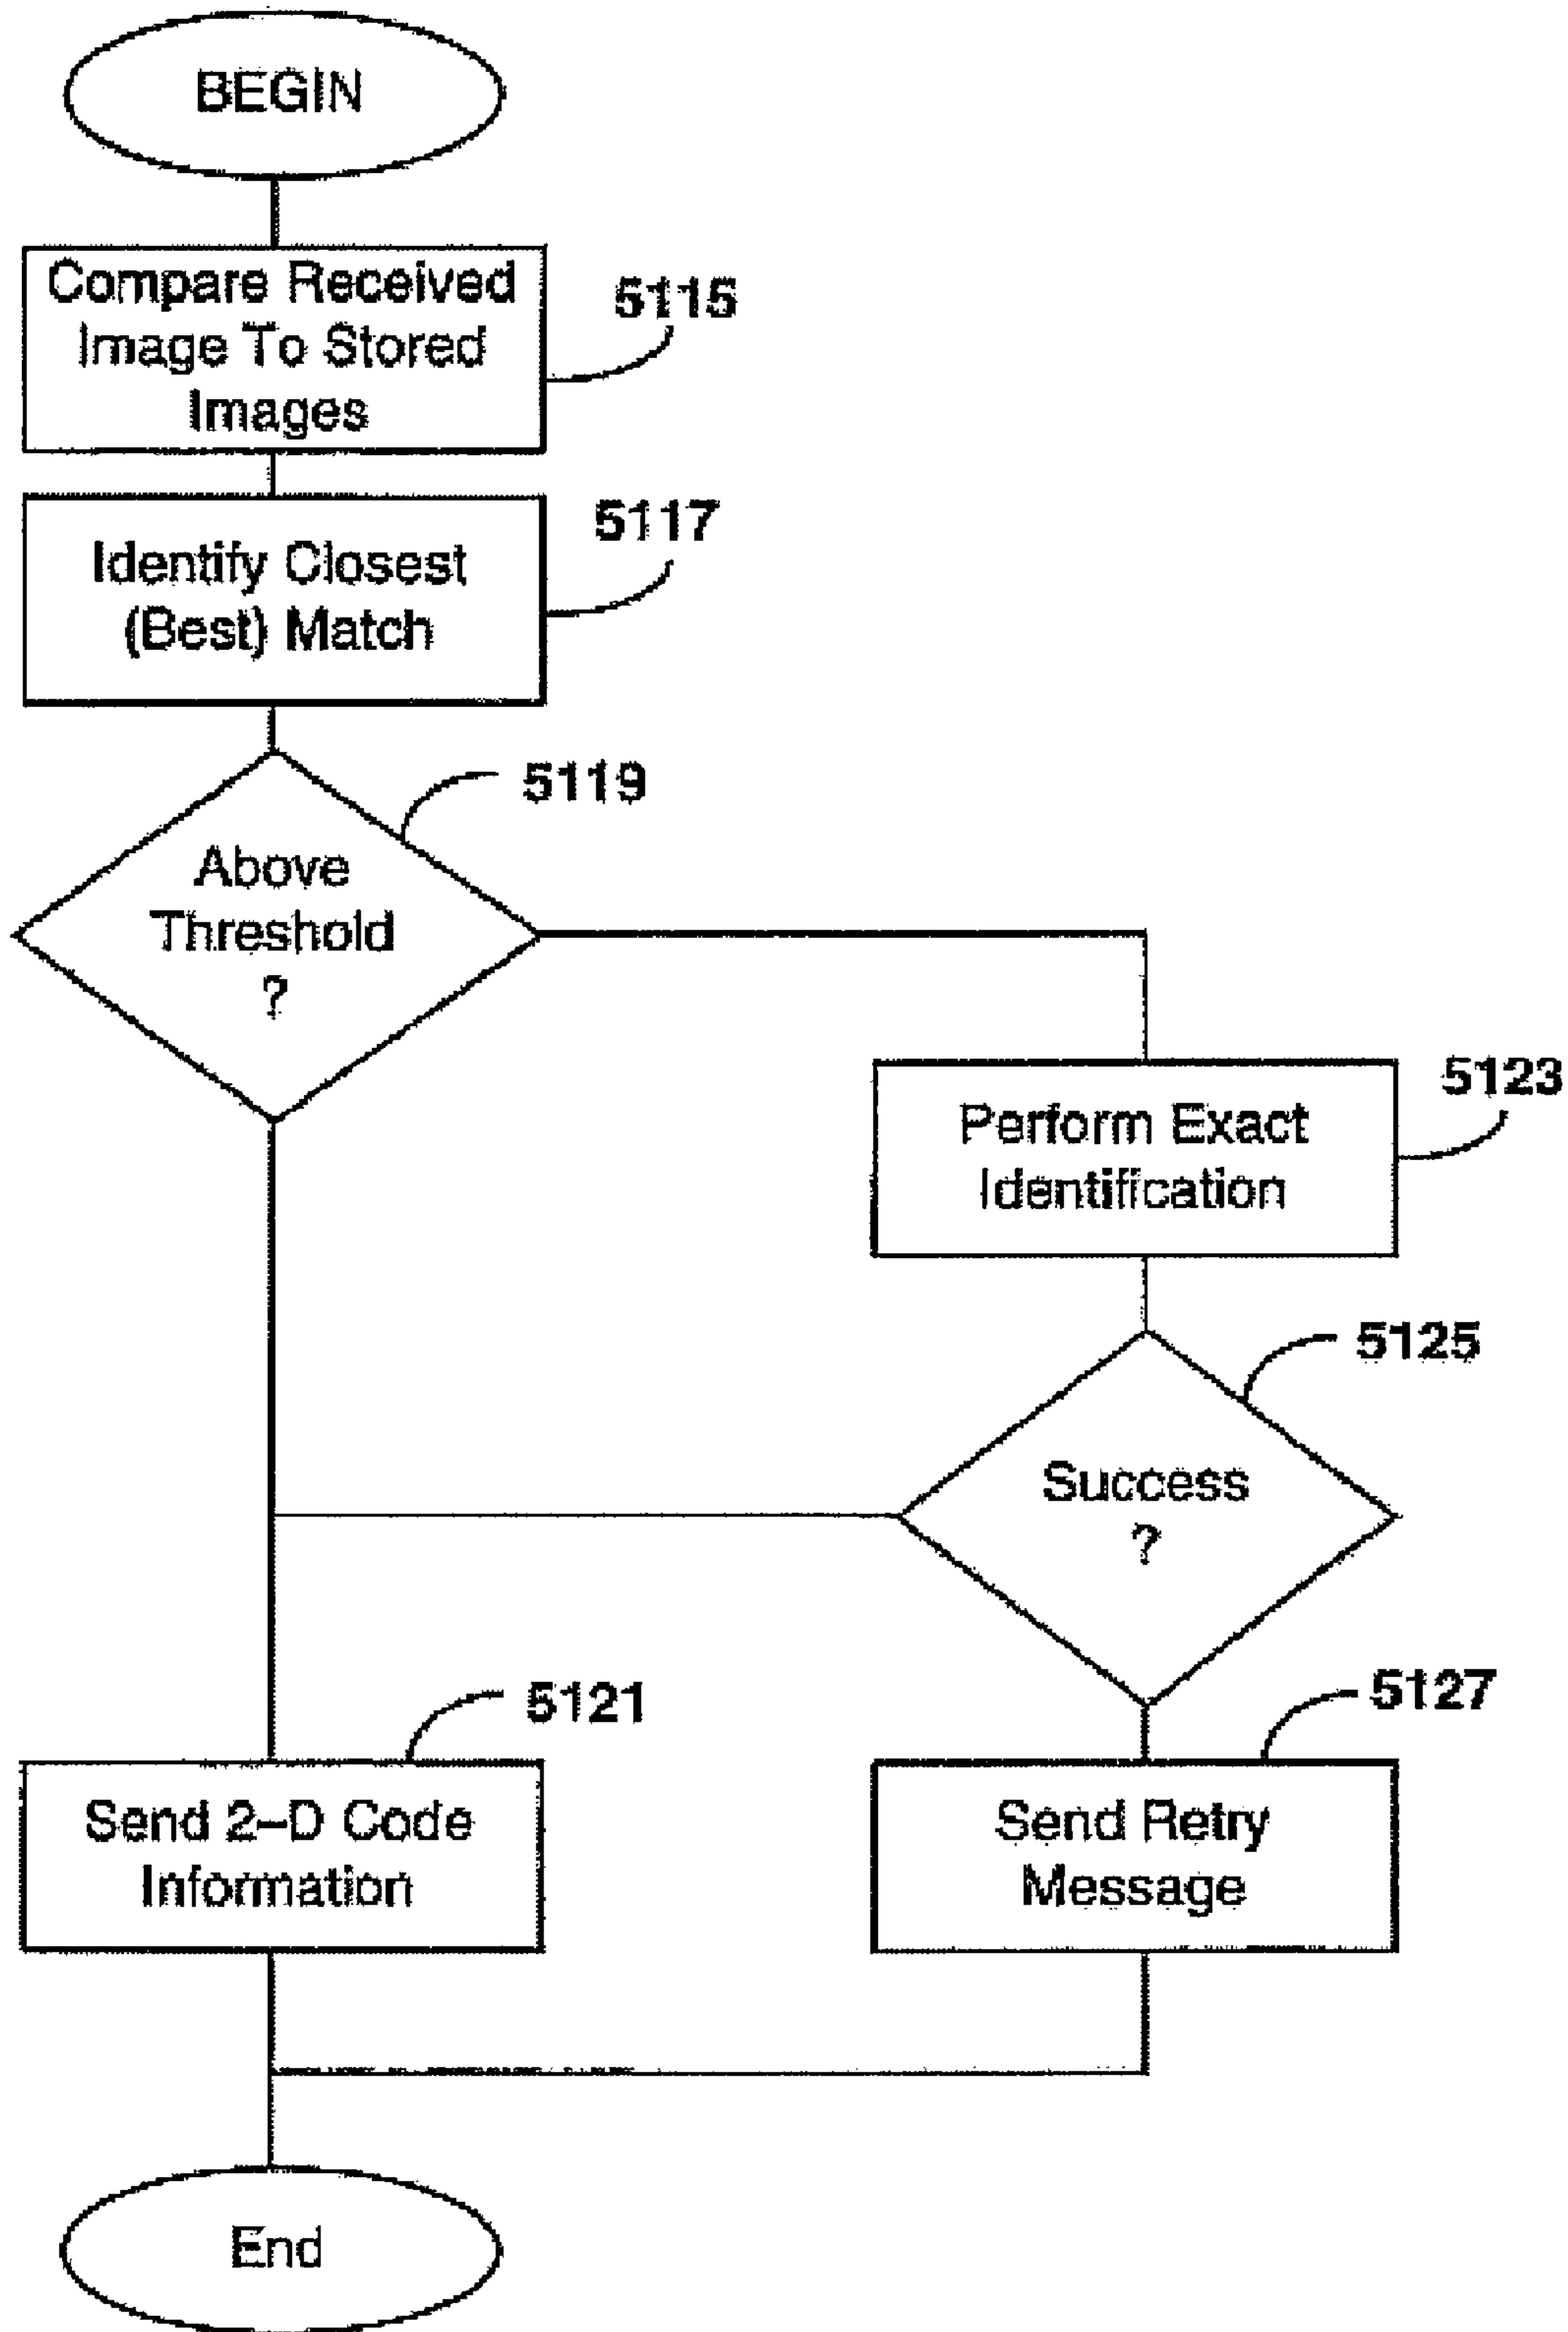 BEGIN
Compare Received
Image To Stored
Images
5115
Identify Closest
(Best) Match
5117
5119
Above
Threshold
?
Perform Exact
Identification
5123
5125
Success
?
5121
Send 2-D Code
Information
5127
Send Retry
Message
End